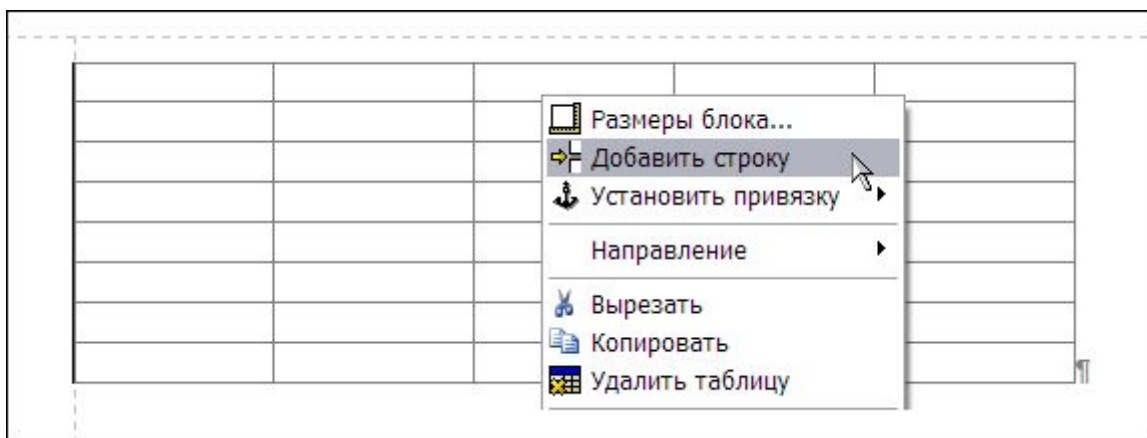 Размеры блока...
Добавить строку
Установить привязку
Направление
Вырезать
Копировать
Удалить таблицу
¶